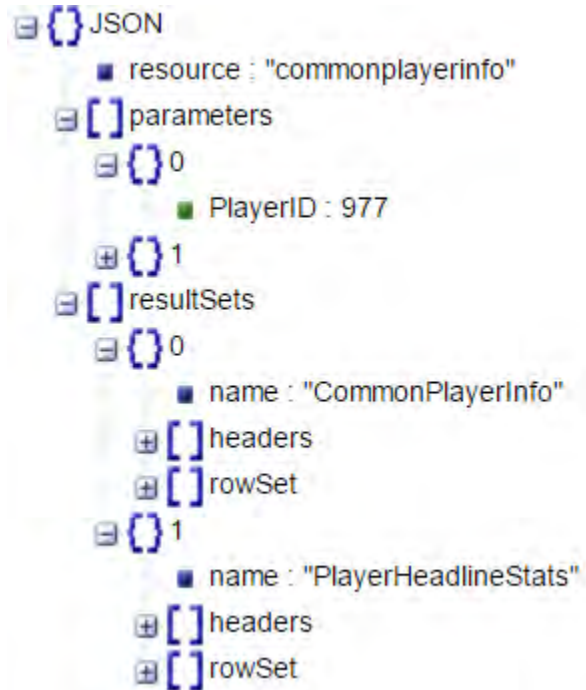 JSON
resource : "commonplayerinfo"
parameters
0
PlayerID : 977
1
resultSets
0
name : "CommonPlayerInfo"
headers
rowSet
1
name : "PlayerHeadlineStats"
headers
rowSet